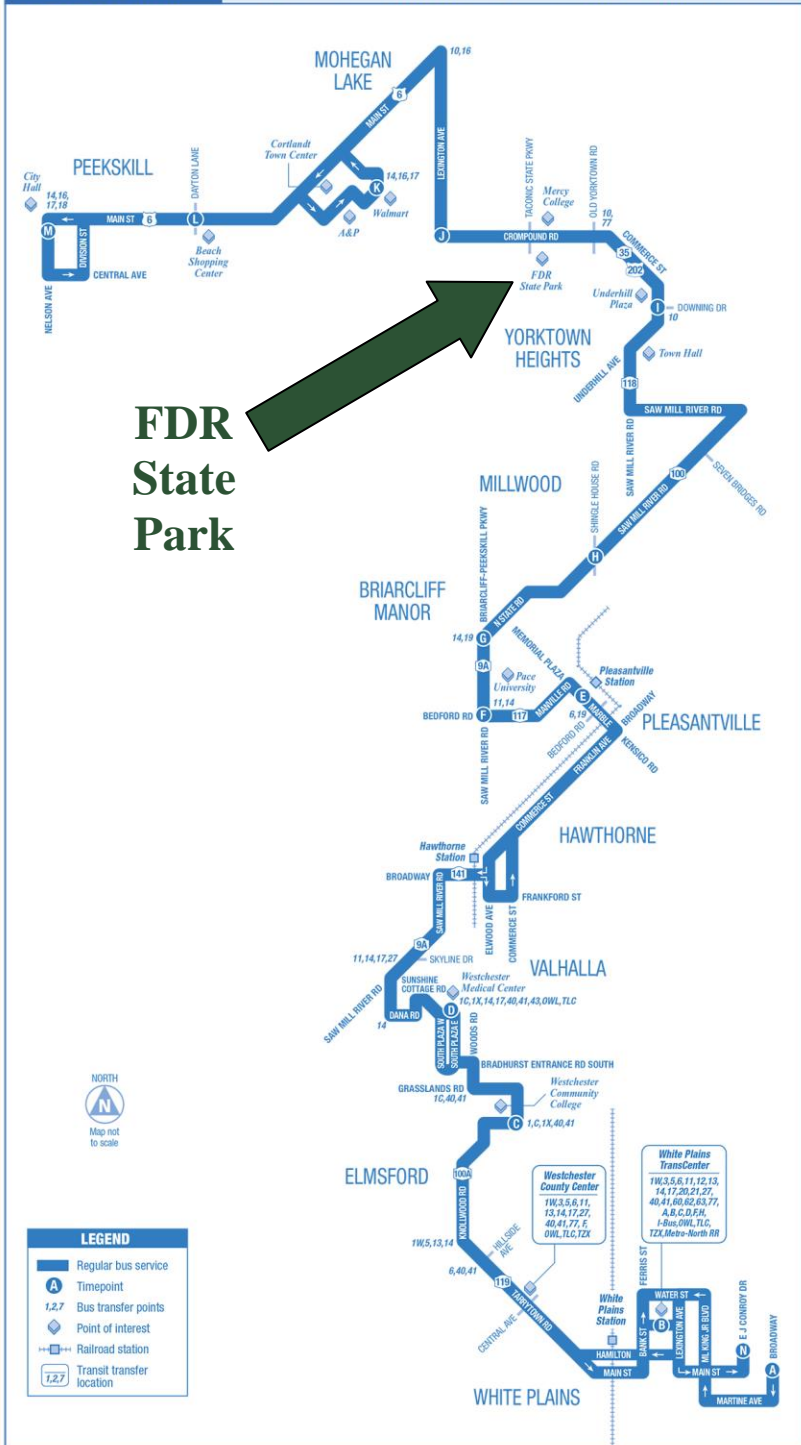 MOHEGAN
LAKE
10,16
6
MAIN ST
LEXINGTON AVE
Cortlandt
Town Center
14,16,17
K
Walmart
A&P
PEEKSKILL
City
Hall
14,16,
17,18
DAYTON LANE
MAIN ST
6
L
M
DIVISION ST
CENTRAL AVE
NELSON AVE
Beach
Shopping
Center
TACONIC STATE PKWY
Mercy
College
OLD YORKTOWN RD
10,
77
J
CROMPOUND RD
COMMERCE ST
35
202
FDR
State Park
Underhill
Plaza
I
DOWNING DR
10
YORKTOWN
HEIGHTS
Town Hall
UNDERHILL AVE
118
SAW MILL RIVER RD
SAW MILL RIVER RD
FDR
State
Park
100
SAW MILL RIVER RD
SEVEN BRIDGES RD
MILLWOOD
SHINGLE HOUSE RD
H
BRIARCLIFF
MANOR
BRIARCLIFF-PEEKSKILL PKWY
N STATE RD
14,19
G
9A
MEMORIAL PLAZA
Pace
University
Pleasantville
Station
11,14
MANVILLE RD
E
6,19
MARBLE
BROADWAY
BEDFORD RD
F
117
BEDFORD RD
PLEASANTVILLE
KENSICO RD
SAW MILL RIVER RD
FRANKLIN AVE
COMMERCE ST
HAWTHORNE
Hawthorne
Station
BROADWAY
141
SAW MILL RIVER RD
FRANKFORD ST
ELWOOD AVE
COMMERCE ST
9A
SKYLINE DR
11,14,17,27
VALHALLA
SAW MILL RIVER RD
SUNSHINE
COTTAGE RD
Westchester
Medical Center
1C,1X,14,17,40,41,43,OWL,TLC
DANA RD
14
D
SOUTH PLAZA W
SOUTH PLAZA E
WOODS RD
BRADHURST ENTRANCE RD SOUTH
GRASSLANDS RD
1C,40,41
Westchester
Community
College
C
1,C,1X,40,41
NORTH
N
Map not
to scale
ELMSFORD
100A
KNOLLWOOD RD
1W,5,13,14
HILLSIDE
AVE
6,40,41
119
TARRYTOWN RD
CENTRAL AVE
Westchester
County Center
1W,3,5,6,11,
13,14,17,27,
40,41,77, F,
OWL,TLC,TZX
White Plains
TransCenter
1W,3,5,6,11,12,13,
14,17,20,21,27,
40,41,60,62,63,77,
A,B,C,D,F,H,
I-Bus,OWL,TLC,
TZX,Metro-North RR
White
Plains
Station
FERRIS ST
WATER ST
BANK ST
B
LEXINGTON AVE
ML KING JR BLVD
N
E J CONROY DR
A
BROADWAY
HAMILTON
MAIN ST
MAIN ST
MARTINE AVE
WHITE PLAINS
LEGEND
Regular bus service
A Timepoint
1,2,7 Bus transfer points
Point of interest
Railroad station
1,2,7 Transit transfer
location